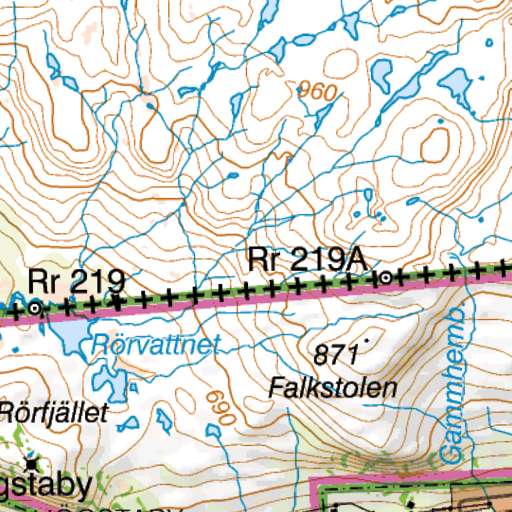 960
Rr 219A
Rr 219
Rörvattnet
871
Falkstolen
Rörfjället
690
Gammhemb.
gstaby